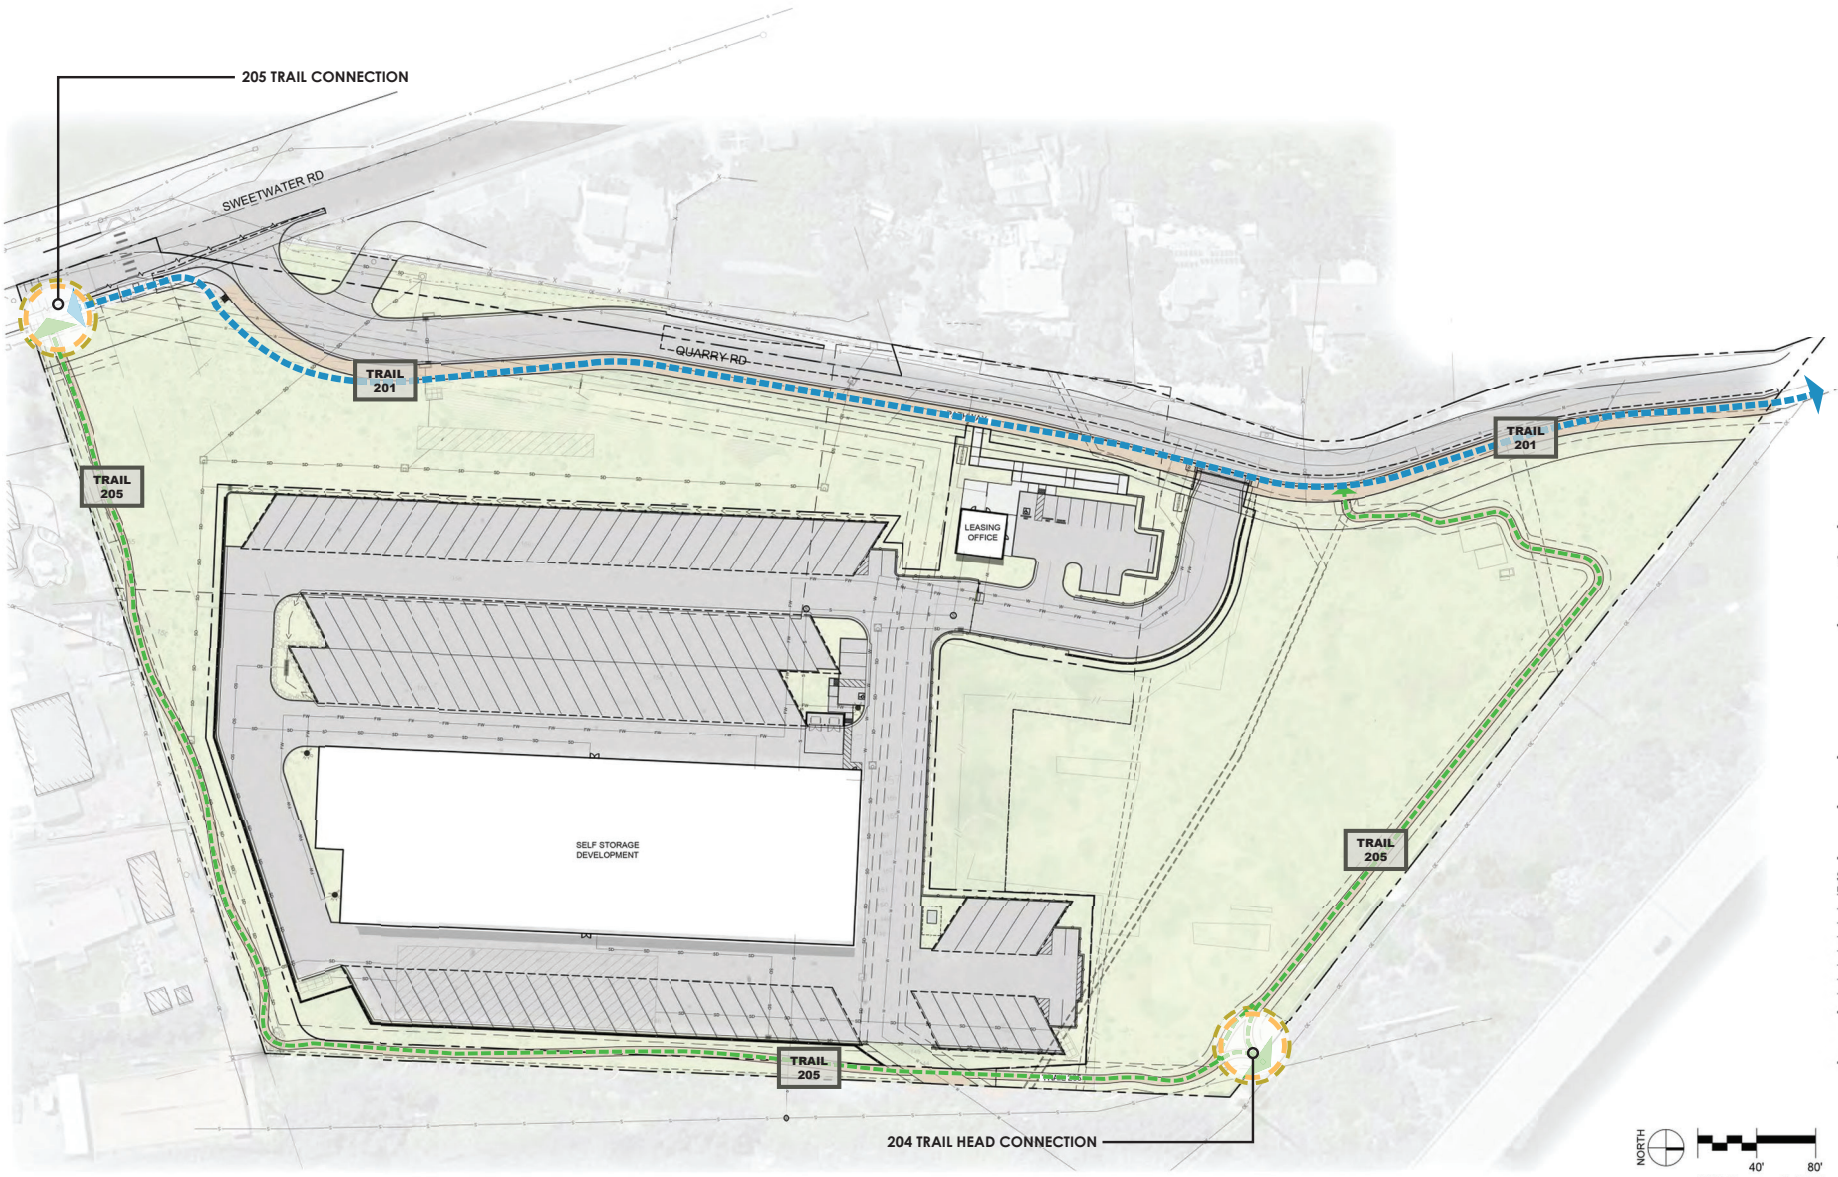 205 TRAIL CONNECTION
SWEETWATER RD
QUARRY RD
TRAIL
201
TRAIL
201
TRAIL
205
LEASING
OFFICE
SELF STORAGE
DEVELOPMENT
TRAIL
205
TRAIL
205
204 TRAIL HEAD CONNECTION
NORTH
40'
80'